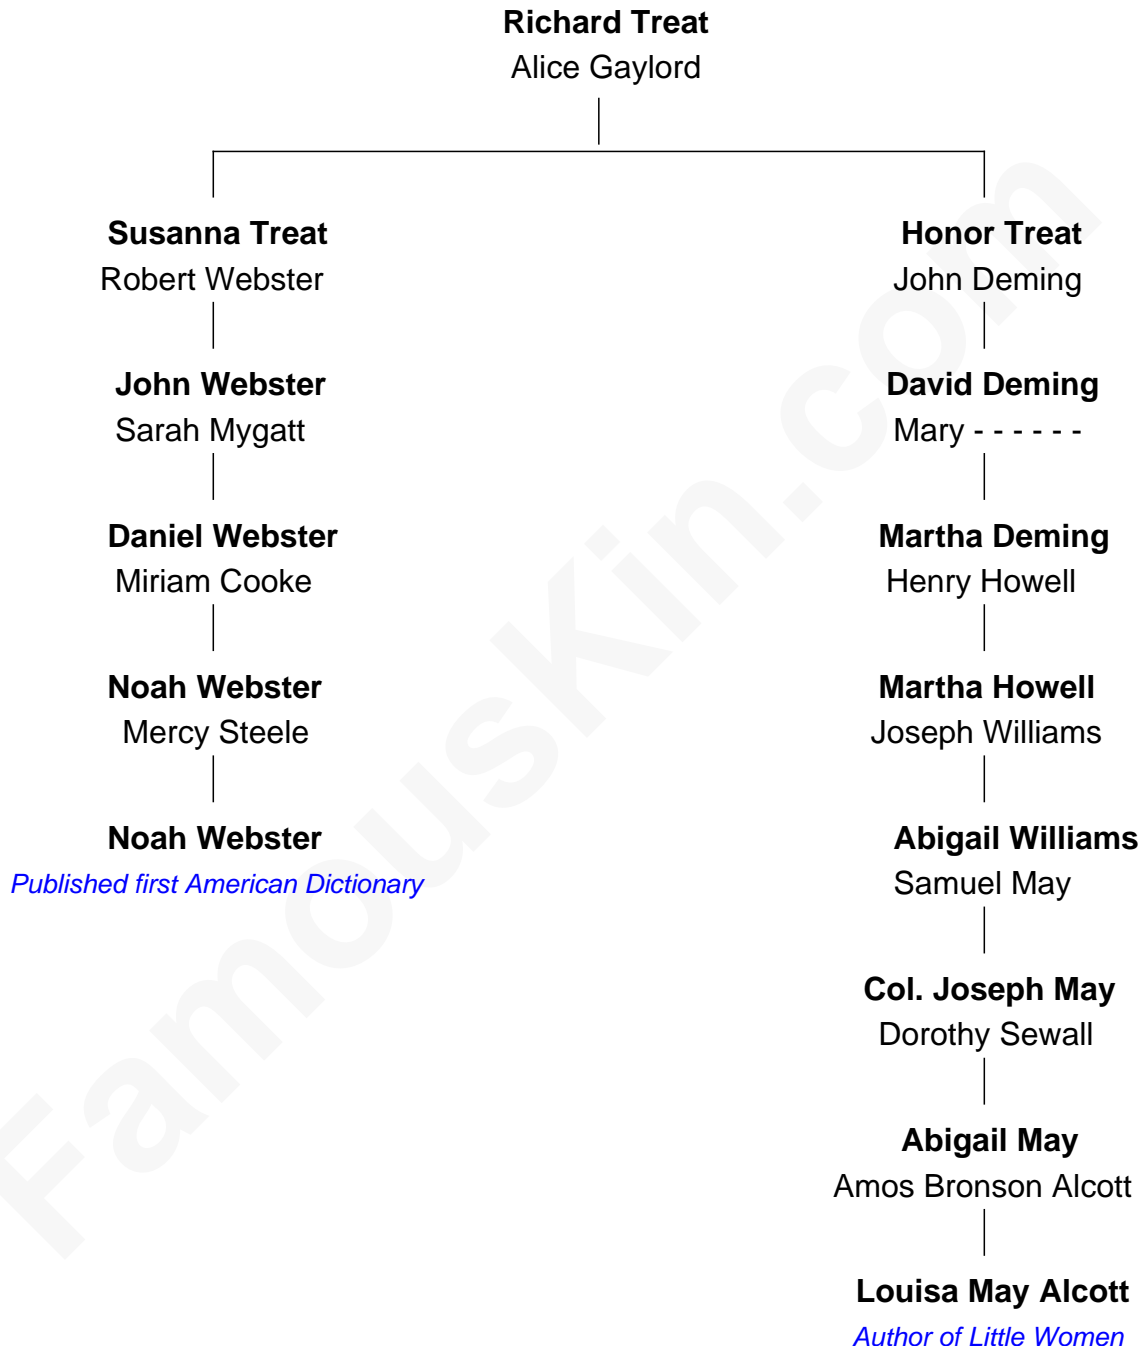 Richard Treat
Alice Gaylord
Susanna Treat
Robert Webster
John Webster
Sarah Mygatt
Daniel Webster
Miriam Cooke
Noah Webster
Mercy Steele
Noah Webster
Published first American Dictionary
Honor Treat
John Deming
David Deming
Mary - - - - - -
Martha Deming
Henry Howell
Martha Howell
Joseph Williams
Abigail Williams
Samuel May
Col. Joseph May
Dorothy Sewall
Abigail May
Amos Bronson Alcott
Louisa May Alcott
Author of Little Women
FamousKin.com